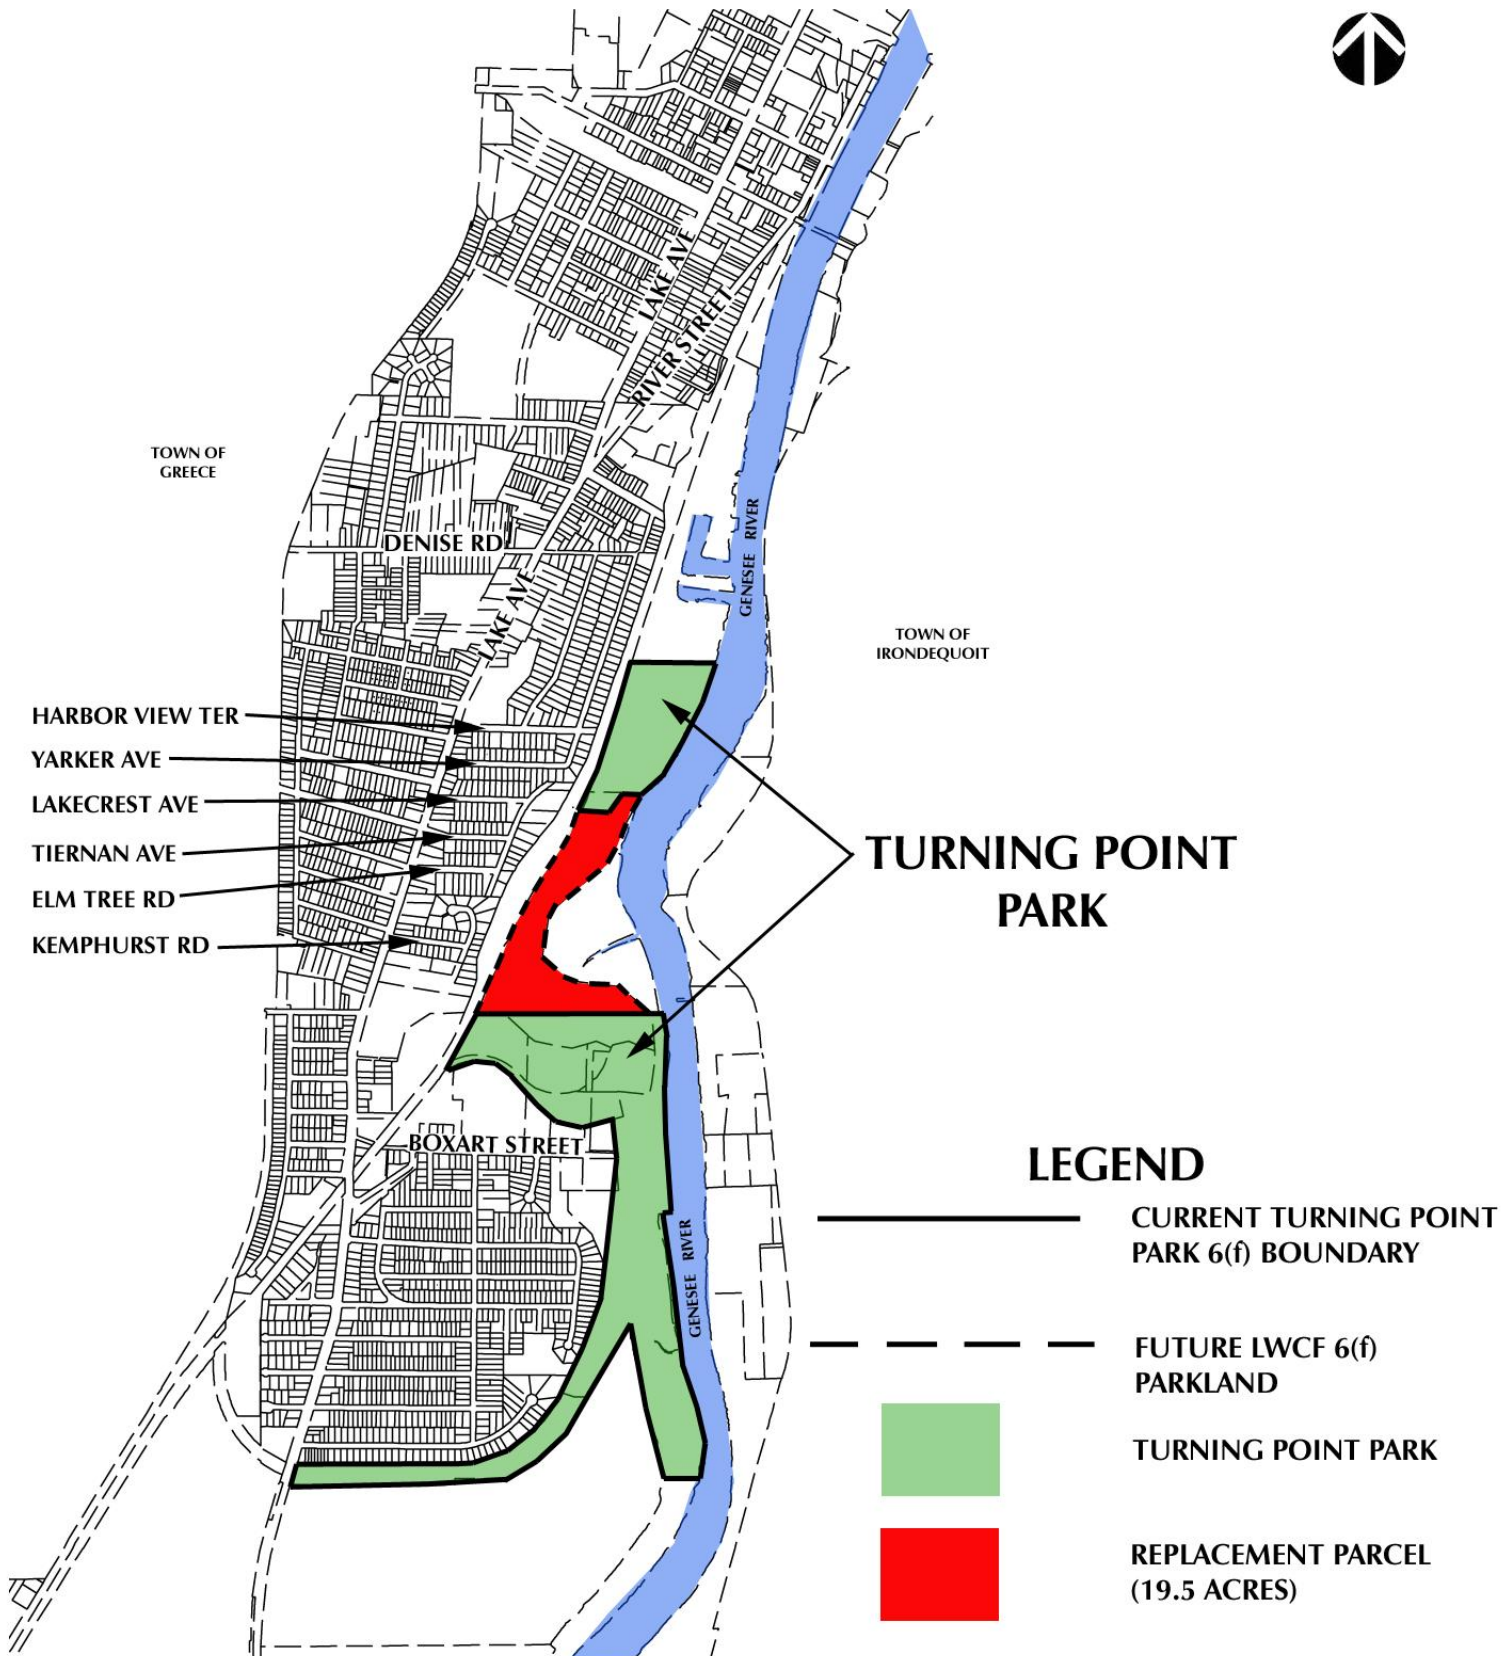 LAKE AVE
RIVER STREET
TOWN OF
GREECE
GENESEE RIVER
DENISE RD
LAKE AVE
TOWN OF
IRONDEQUOIT
HARBOR VIEW TER
YARKER AVE
LAKECREST AVE
TIERNAN AVE
ELM TREE RD
KEMPHURST RD
TURNING POINT
PARK
BOXART STREET
GENESEE RIVER
LEGEND
CURRENT TURNING POINT
PARK 6(f) BOUNDARY
FUTURE LWCF 6(f)
PARKLAND
TURNING POINT PARK
REPLACEMENT PARCEL
(19.5 ACRES)